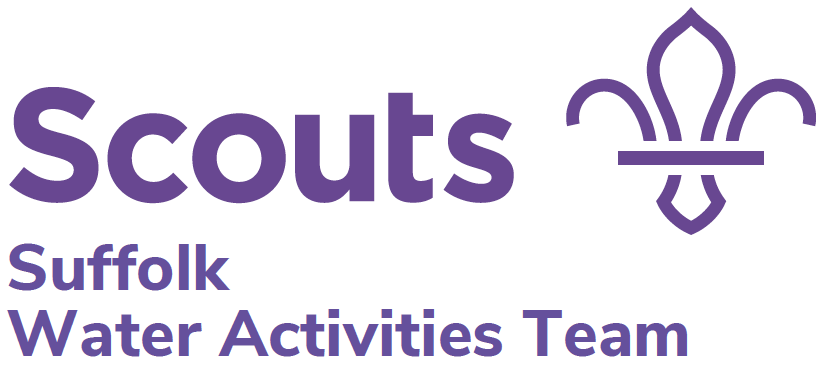 Scouts
Suffolk
Water Activities Team